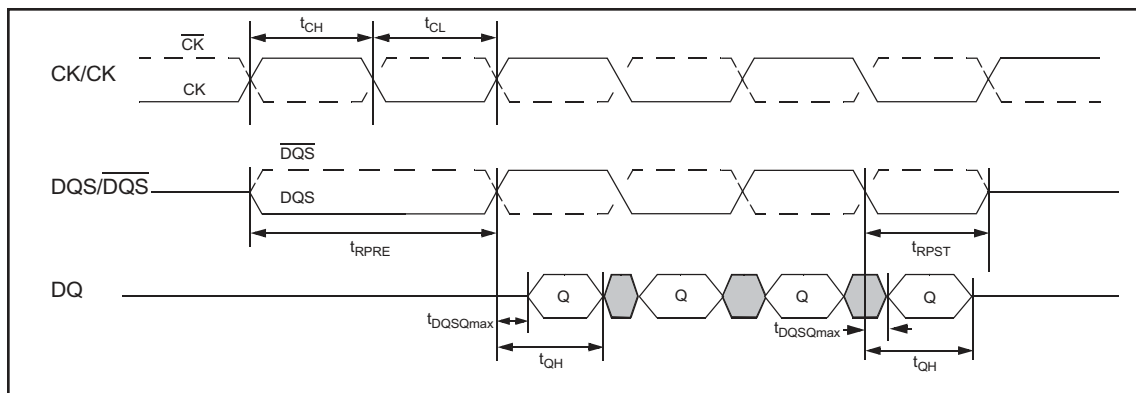 tCH
tCL
CK
CK/CK
CK
DQS
DQS/DQS
DQS
tRPRE
tRPST
DQ
Q
Q
Q
Q
tDQSQmax
tDQSQmax
tQH
tQH